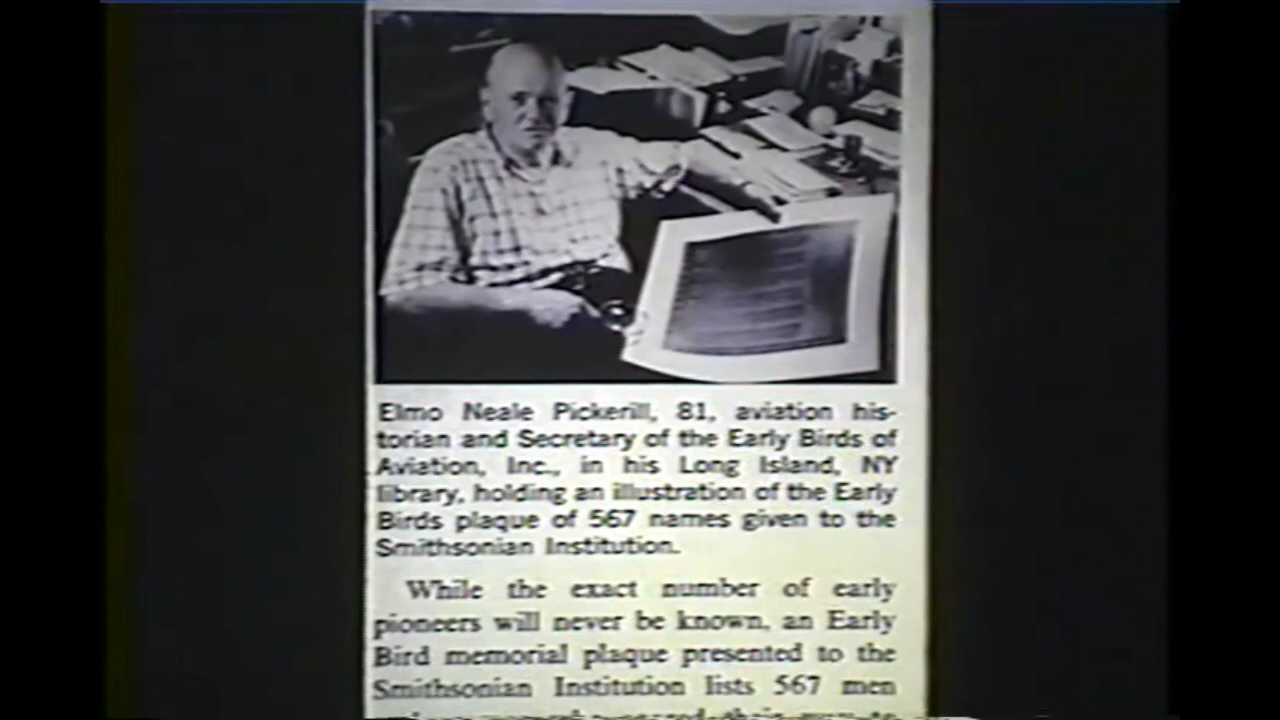 Elmo Neale Pickerill, 81, aviation his-
torian and Secretary of the Early Birds of
Aviation, Inc., in his Long Island, NY
library, holding an illustration of the Early
Birds plaque of 567 names given to the
Smithsonian Institution.
While the exact number of early
pioneers will never be known, an Early
Bird memorial plaque presented to the
Smithsonian Institution lists 567 men